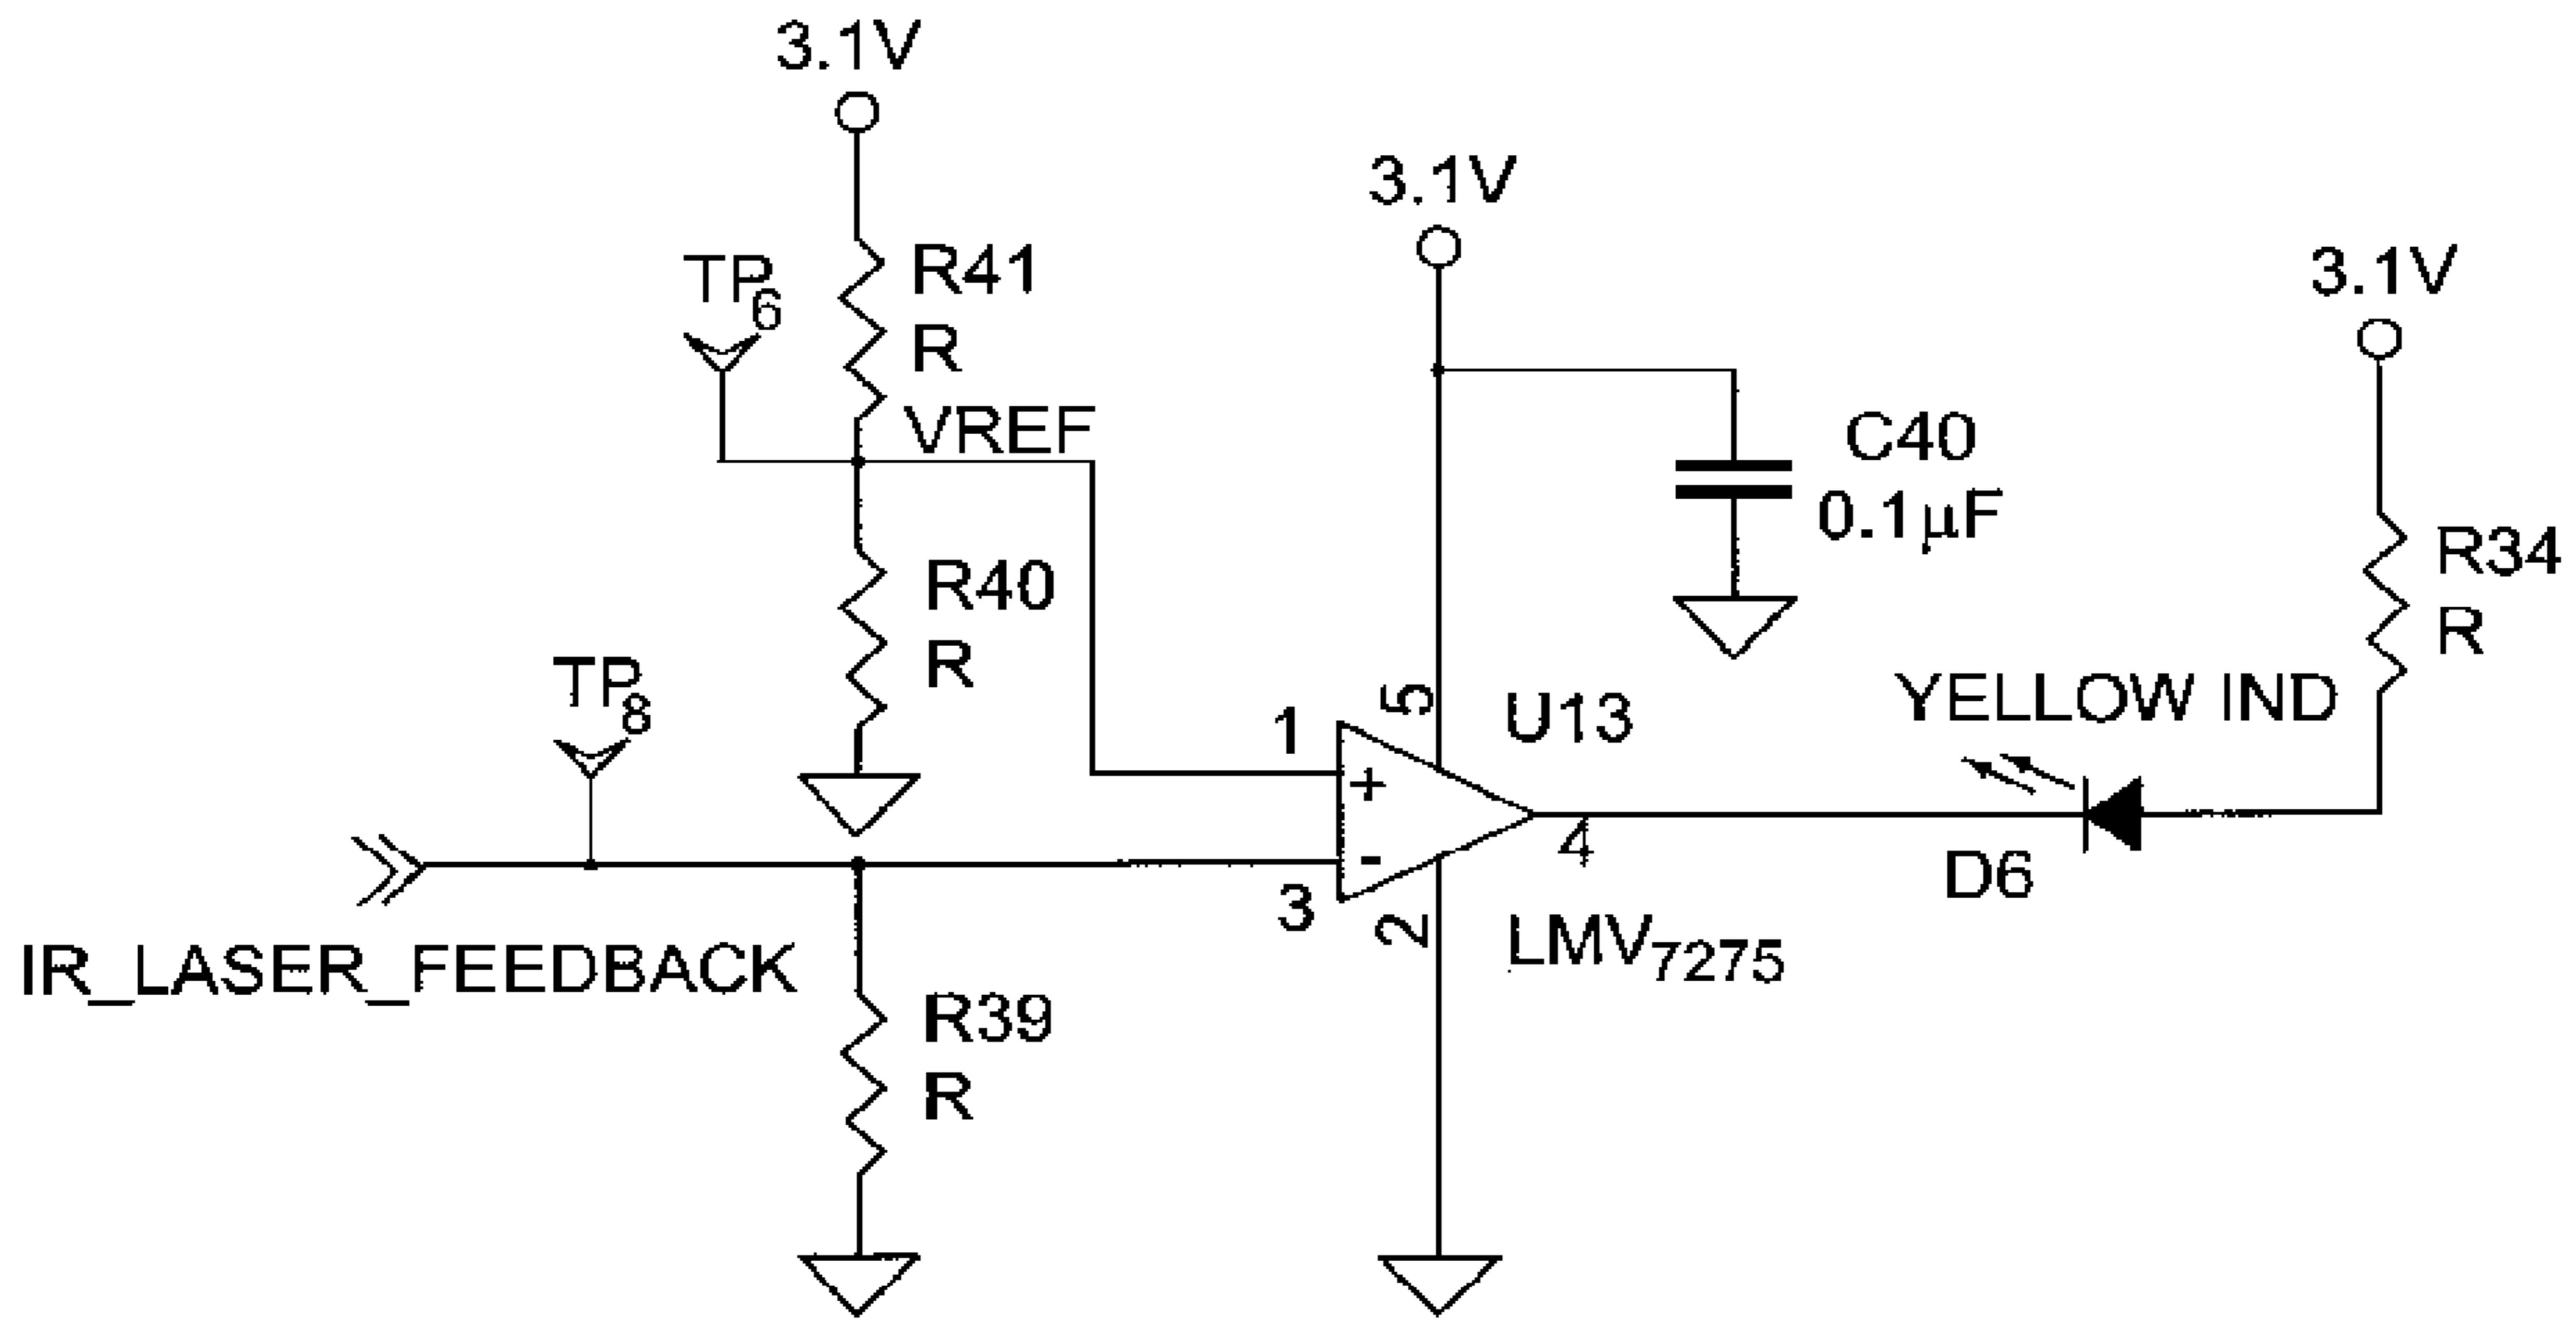 3.1V
3.1V
3.1V
TP6
R41
R
VREF
C40
0.1µF
R34
R
R40
R
TP8
YELLOW IND
1
5
U13
+
-
4
D6
3
2
LMV7275
IR_LASER_FEEDBACK
R39
R